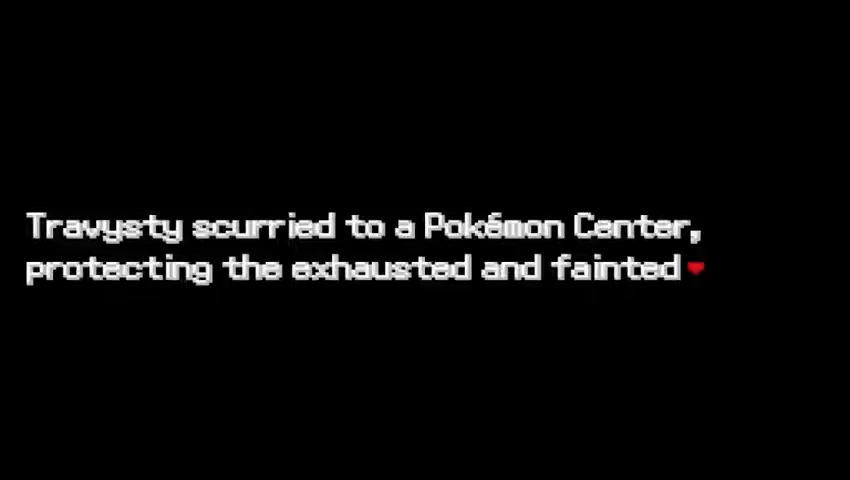 Travysty scurried to a Pokémon Center,
protecting the exhausted and fainted